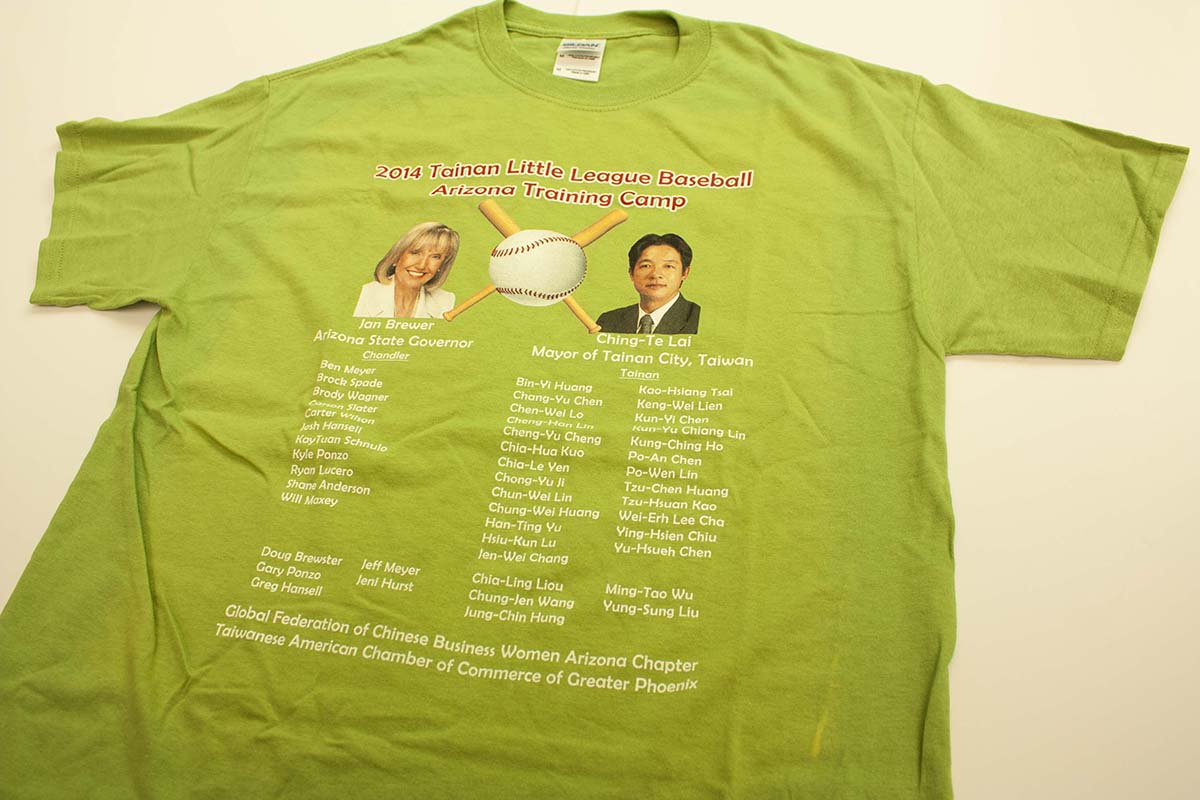 GILDAN
2014 Tainan Little League Baseball
Arizona Training Camp
Jan Brewer
Arizona State Governor
Chandler
Ben Meyer
Brock Spade
Brody Wagner
Carson Slater
Carter Wilson
Josh Hansell
KayTuan Schnulo
Kyle Ponzo
Ryan Lucero
Shane Anderson
Will Maxey
Doug Brewster
Gary Ponzo
Greg Hansell
Jeff Meyer
Jeni Hurst
Ching-Te Lai
Mayor of Tainan City, Taiwan
Tainan
Bin-Yi Huang
Chang-Yu Chen
Chen-Wei Lo
Cheng-Han Lin
Cheng-Yu Cheng
Chia-Hua Kuo
Chia-Le Yen
Chong-Yu Ji
Chun-Wei Lin
Chung-Wei Huang
Han-Ting Yu
Hsiu-Kun Lu
Jen-Wei Chang
Kao-Hsiang Tsai
Keng-Wei Lien
Kun-Yi Chen
Kun-Yu Chiang Lin
Kung-Ching Ho
Po-An Chen
Po-Wen Lin
Tzu-Chen Huang
Tzu-Hsuan Kao
Wei-Erh Lee Cha
Ying-Hsien Chiu
Yu-Hsueh Chen
Chia-Ling Liou
Chung-Jen Wang
Jung-Chin Hung
Ming-Tao Wu
Yung-Sung Liu
Global Federation of Chinese Business Women Arizona Chapter
Taiwanese American Chamber of Commerce of Greater Phoenix